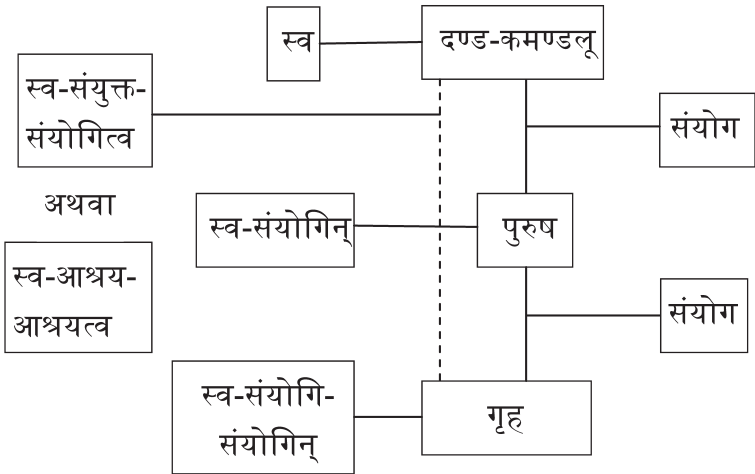 स्व
दण्ड-कमण्डलू
स्व-संयुक्त-
संयोगित्व
संयोग
अथवा
स्व-संयोगिन्
पुरुष
स्व-आश्रय-
आश्रयत्व
संयोग
स्व-संयोगि-
संयोगिन्
गृह